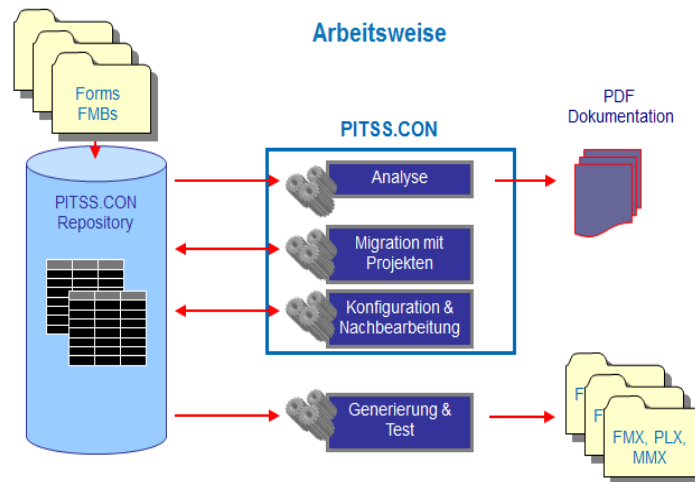 Arbeitsweise
Forms
FMBs
PDF
Dokumentation
PITSS.CON
PITSS.CON
Repository
Analyse
Migration mit
Projekten
Konfiguration &
Nachbearbeitung
Generierung &
Test
F
F
FMX, PLX,
MMX